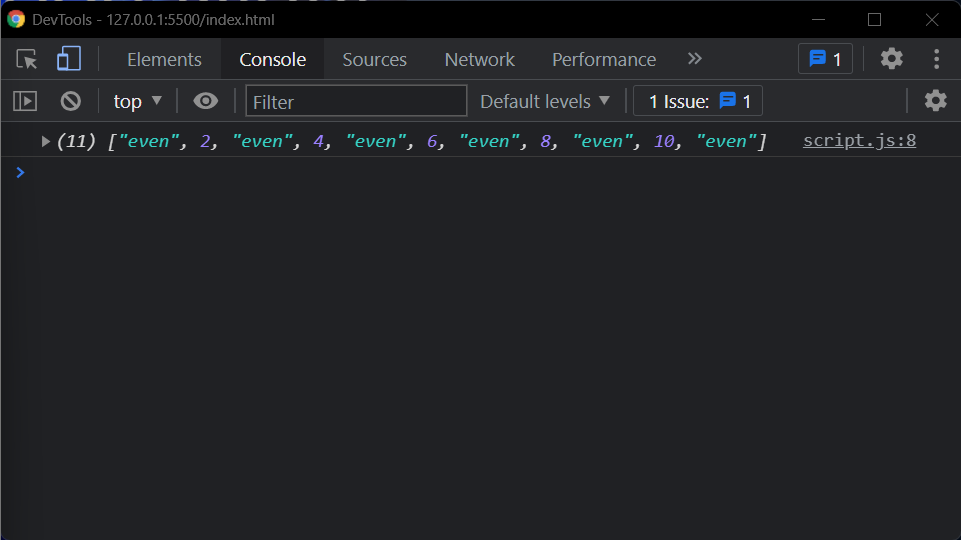 DevTools - 127.0.0.1:5500/index.html
Elements Console Sources Network Performance 1
top Filter Default levels 1 Issue: 1
(11) ["even", 2, "even", 4, "even", 6, "even", 8, "even", 10, "even"] script.js:8